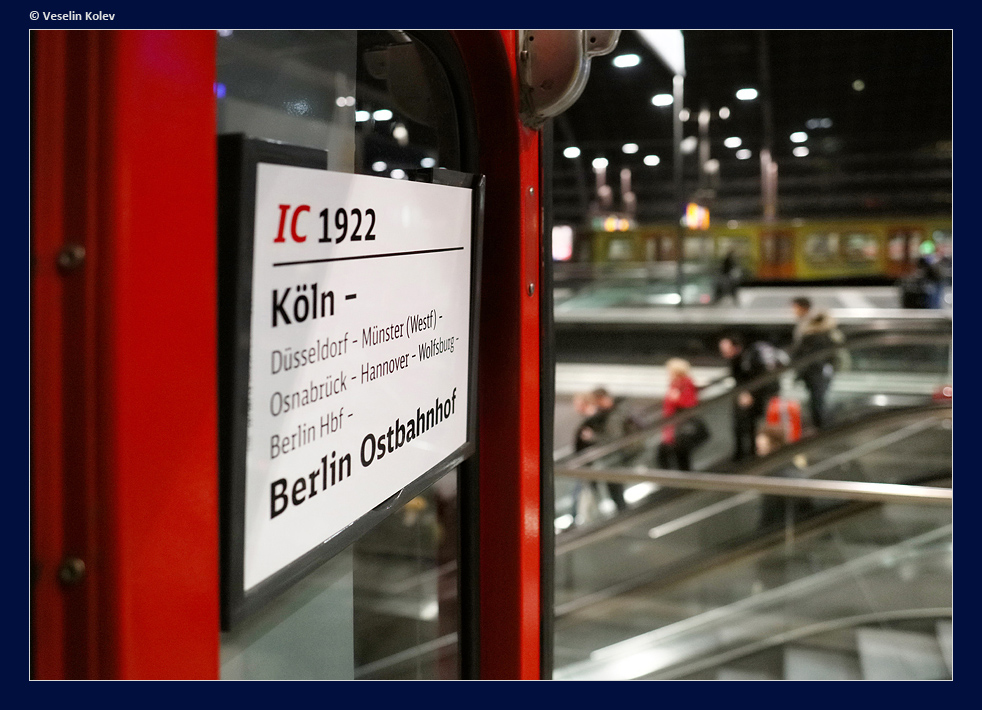 © Veselin Kolev
IC 1922
Köln –
Düsseldorf – Münster (Westf) –
Osnabrück – Hannover – Wolfsburg –
Berlin Hbf –
Berlin Ostbahnhof